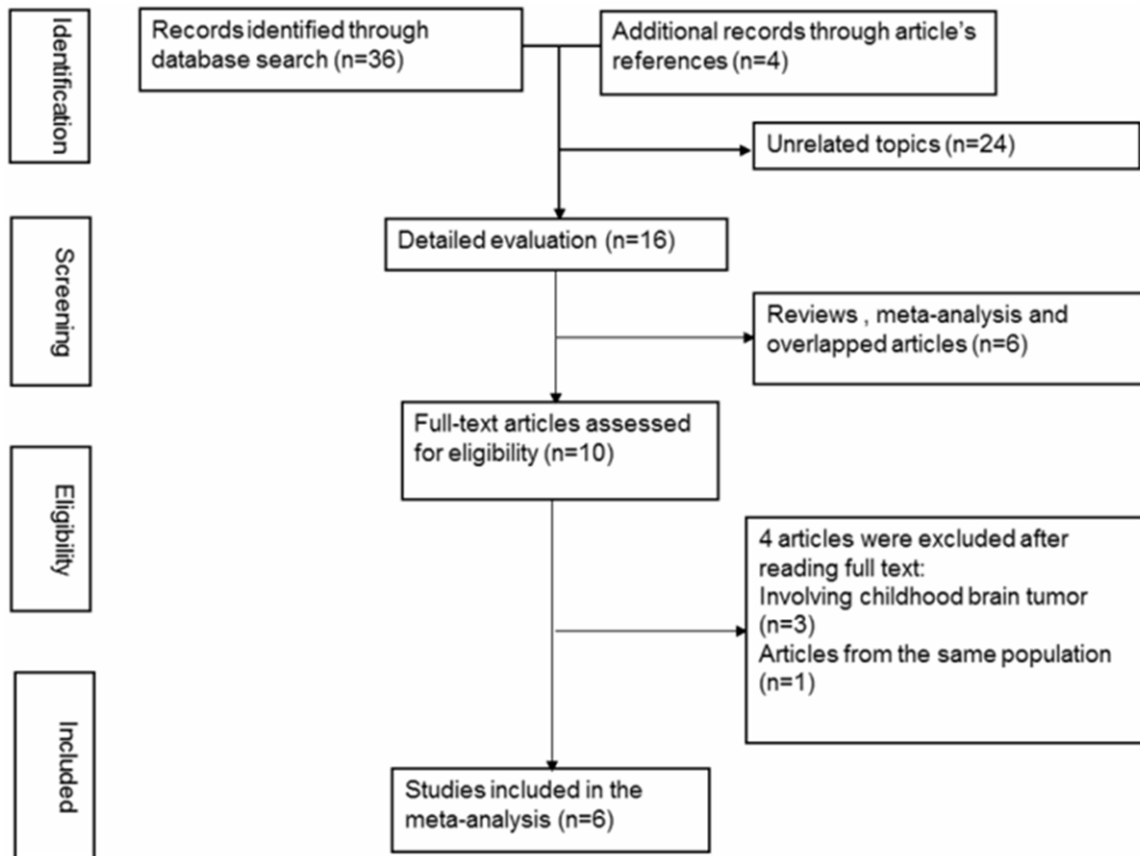 Identification
Records identified through
database search (n=36)
Additional records through article's
references (n=4)
Unrelated topics (n=24)
Screening
Detailed evaluation (n=16)
Reviews , meta-analysis and
overlapped articles (n=6)
Full-text articles assessed
for eligibility (n=10)
Eligibility
4 articles were excluded after
reading full text:
Involving childhood brain tumor
(n=3)
Articles from the same population
(n=1)
Included
Studies included in the
meta-analysis (n=6)